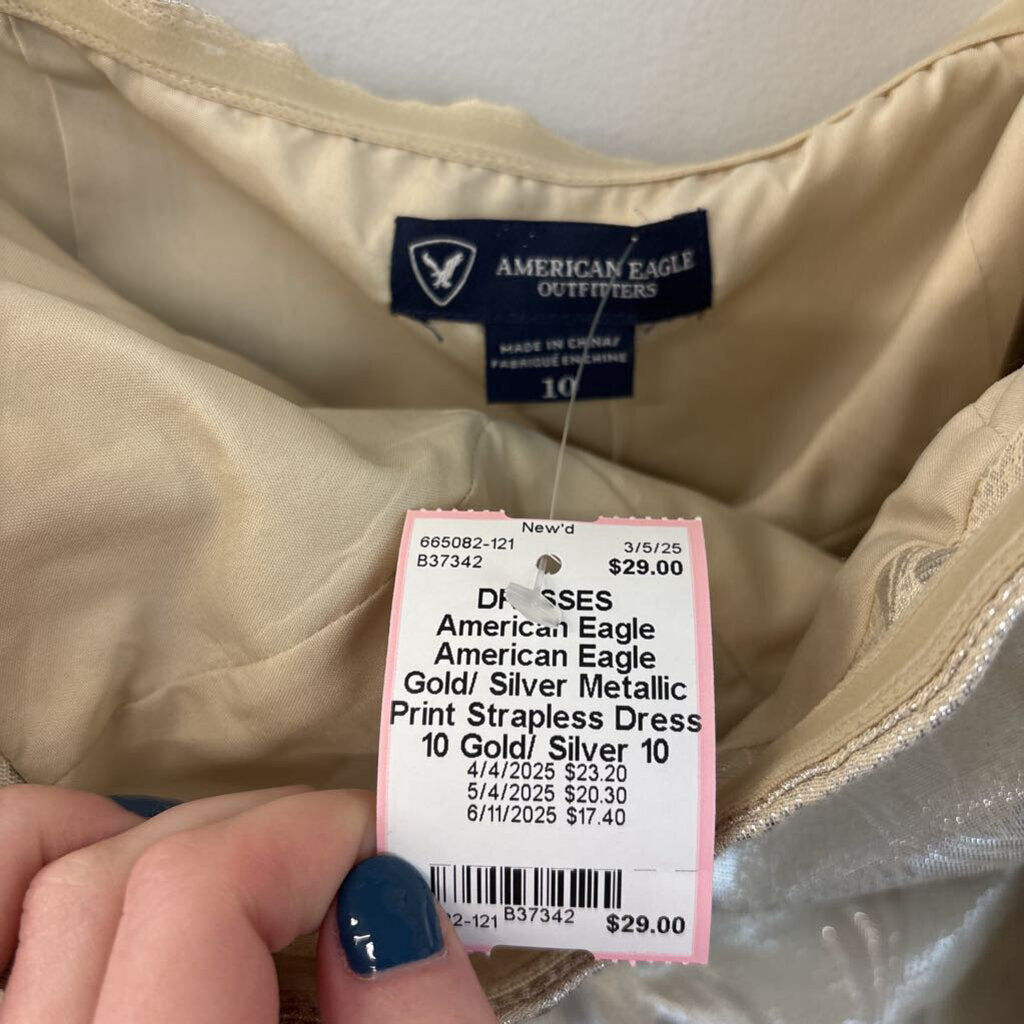 AMERICAN EAGLE
OUTFITTERS
MADE IN CHINA/
FABRIQUÉ EN CHINE
10
New'd
665082-121 3/5/25
B37342 $29.00
DRESSES
American Eagle
American Eagle
Gold/ Silver Metallic
Print Strapless Dress
10 Gold/ Silver 10
4/4/2025 $23.20
5/4/2025 $20.30
6/11/2025 $17.40
2-121 B37342 $29.00